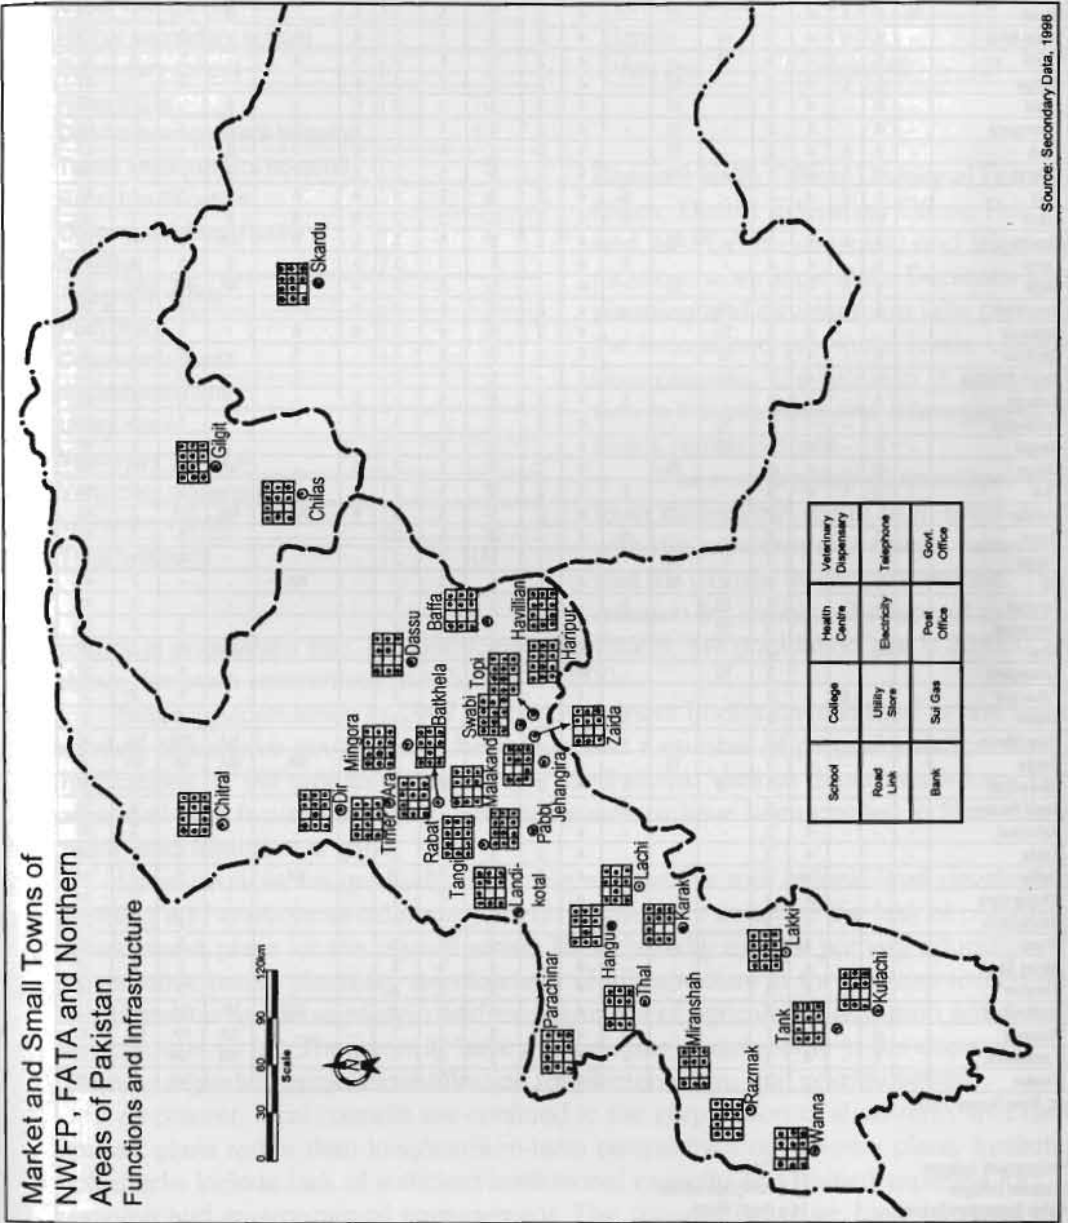 Market and Small Towns of
NWFP, FATA and Northern
Areas of Pakistan
Functions and Infrastructure
0 30 60 90 120km
Scale
N
Chitral
Gilgit
Skardu
Chilas
Dir
Mingora
Dassu
Timer Ara
Batkhela
Baffa
Rabat
Malakand
Swabi
Topi
Havillian
Tangi
Pabbi
Jehangira
Haripur
Zada
Landi-
kotal
Parachinar
Hangu
Lachi
Thal
Karak
Miranshah
Lakki
Razmak
Tank
Kulachi
Wanna
School
College
Health
Centre
Veterinary
Dispensary
Road
Link
Utility
Store
Electricity
Telephone
Bank
Sui Gas
Post
Office
Govt.
Office
Source: Secondary Data, 1998